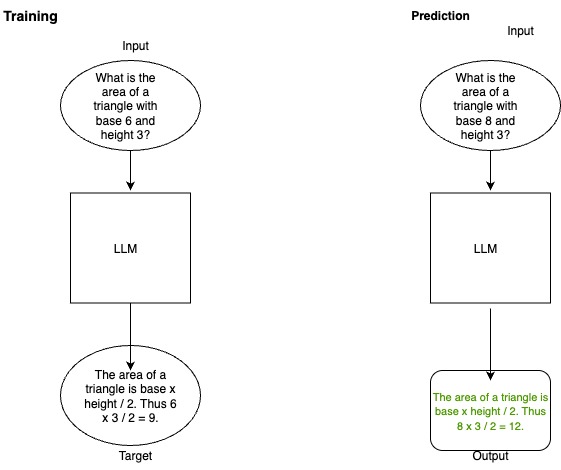 Training
Input
What is the
area of a
triangle with
base 6 and
height 3?
LLM
The area of a
triangle is base x
height / 2. Thus 6
x 3 / 2 = 9.
Target
Prediction
Input
What is the
area of a
triangle with
base 8 and
height 3?
LLM
The area of a triangle is
base x height / 2. Thus
8 x 3 / 2 = 12.
Output